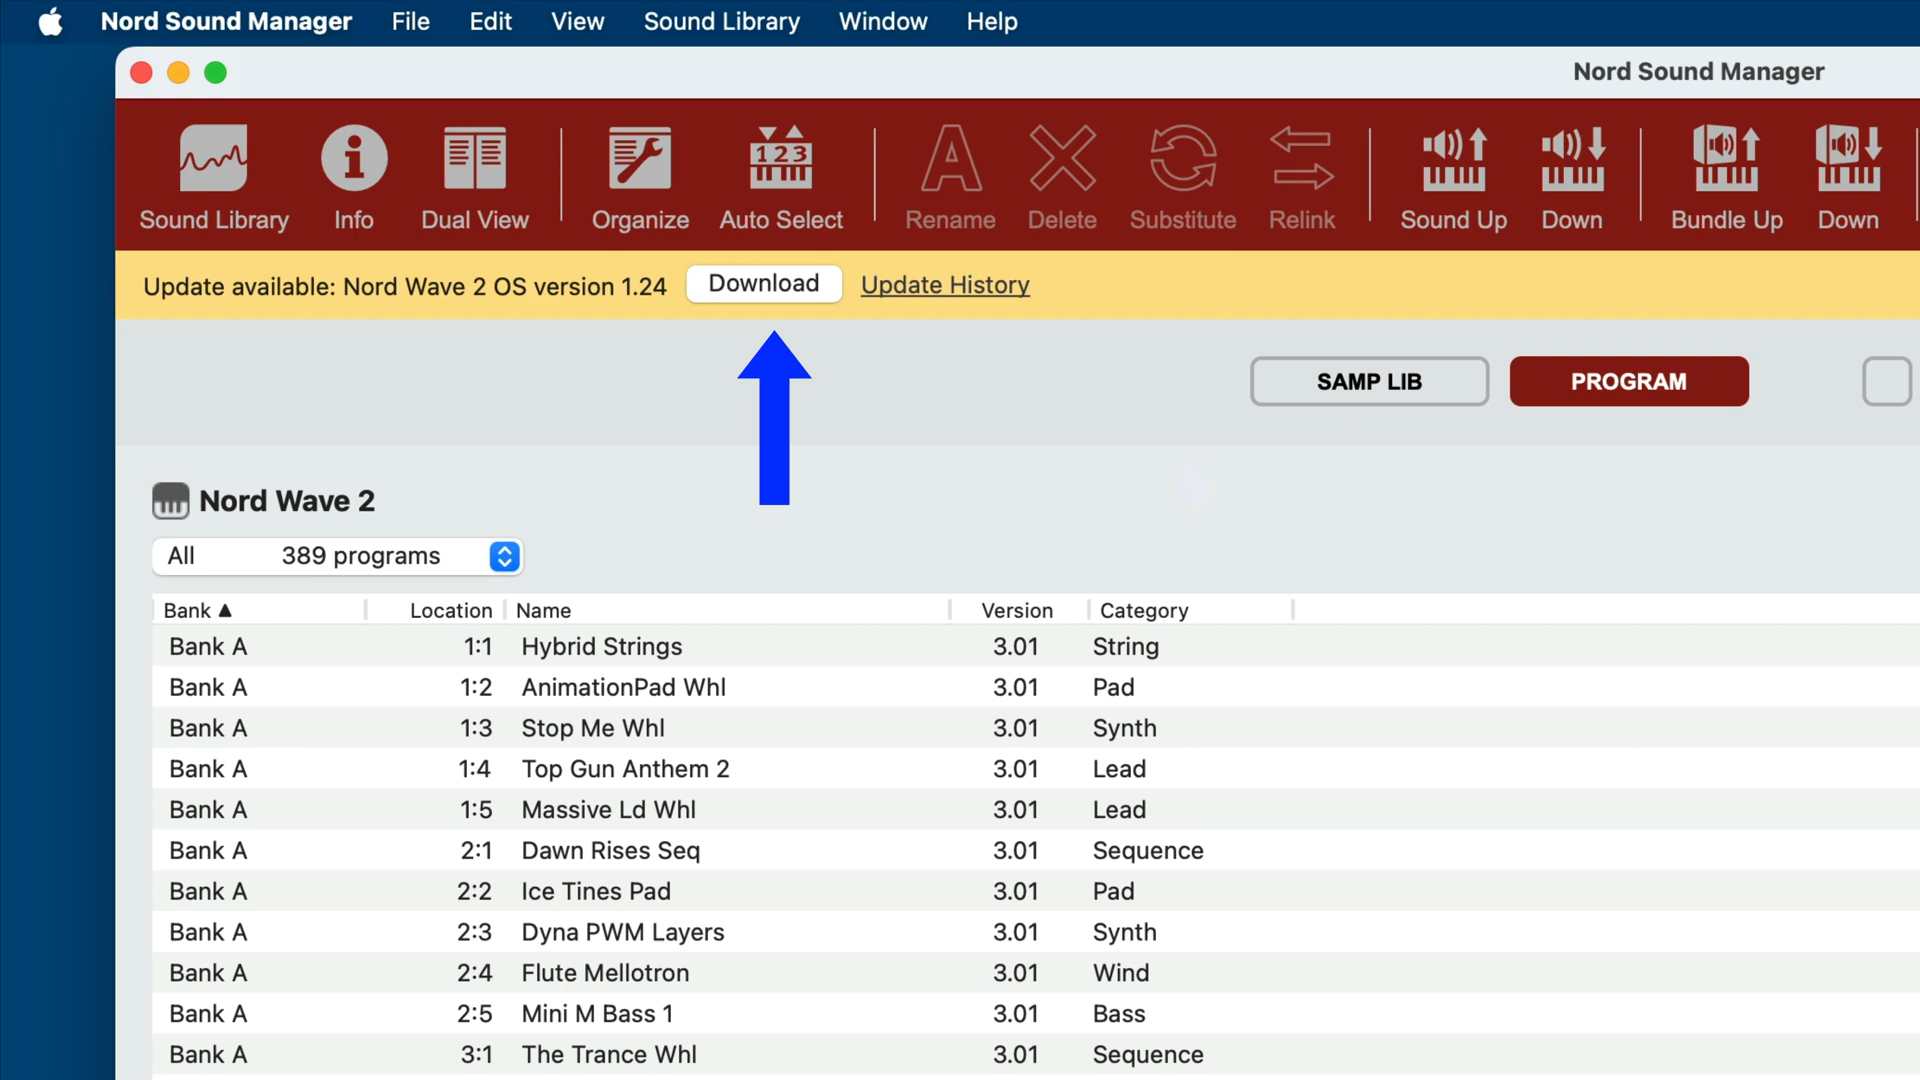 Nord Sound Manager File Edit View Sound Library Window Help
Nord Sound Manager
1 2 3
Sound Library Info Dual View Organize Auto Select Rename Delete Substitute Relink Sound Up Down Bundle Up Down
Update available: Nord Wave 2 OS version 1.24 Download Update History
SAMP LIB PROGRAM
Nord Wave 2
All 389 programs
Bank Location Name Version Category
Bank A 1:1 Hybrid Strings 3.01 String
Bank A 1:2 AnimationPad Whl 3.01 Pad
Bank A 1:3 Stop Me Whl 3.01 Synth
Bank A 1:4 Top Gun Anthem 2 3.01 Lead
Bank A 1:5 Massive Ld Whl 3.01 Lead
Bank A 2:1 Dawn Rises Seq 3.01 Sequence
Bank A 2:2 Ice Tines Pad 3.01 Pad
Bank A 2:3 Dyna PWM Layers 3.01 Synth
Bank A 2:4 Flute Mellotron 3.01 Wind
Bank A 2:5 Mini M Bass 1 3.01 Bass
Bank A 3:1 The Trance Whl 3.01 Sequence